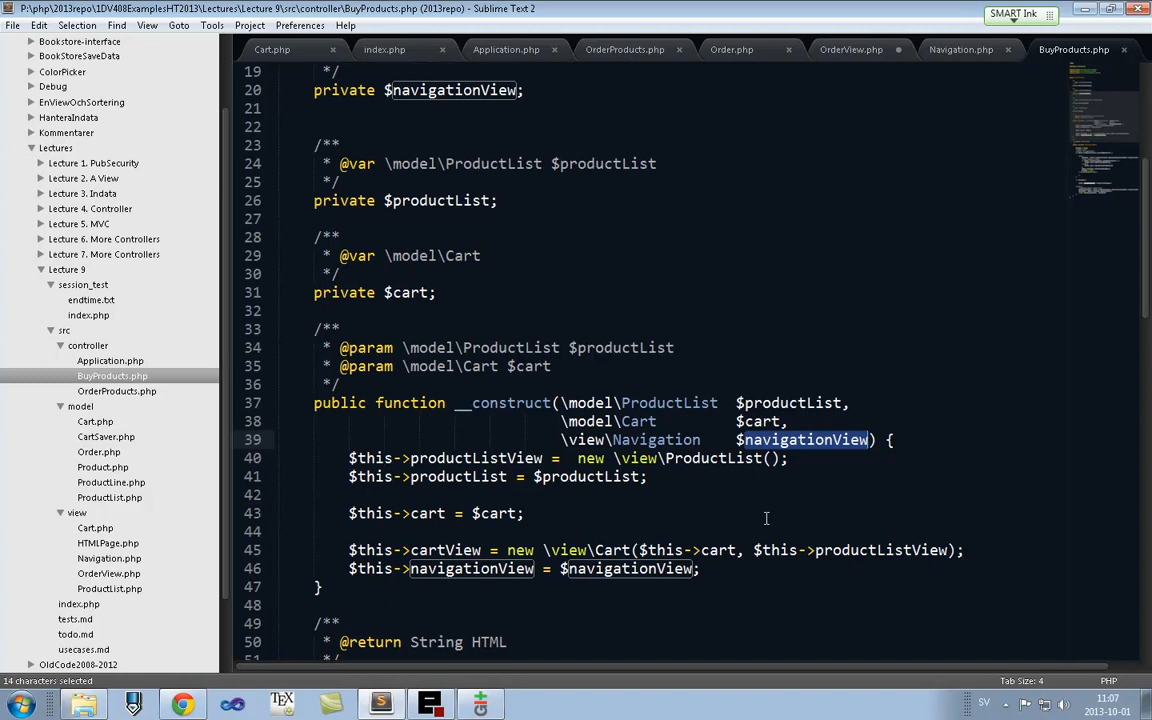 P:\php\2013repo\1DV408ExamplesHT2013\Lectures\Lecture 9\src\controller\BuyProducts.php (2013repo) - Sublime Text 2
SMART Ink
File Edit Selection Find View Goto Tools Project Preferences Help
Cart.php × index.php × Application.php × OrderProducts.php × Order.php × OrderView.php Navigation.php × BuyProducts.php ×
Bookstore-interface
BookStoreSaveData
ColorPicker
Debug
EnViewOchSortering
HanteraIndata
Kommentarer
Lectures
Lecture 1. PubSecurity
Lecture 2. A View
Lecture 3. Indata
Lecture 4. Controller
Lecture 5. MVC
Lecture 6. More Controllers
Lecture 7. More Controllers
Lecture 9
session_test
endtime.txt
index.php
src
controller
Application.php
BuyProducts.php
OrderProducts.php
model
Cart.php
CartSaver.php
Order.php
Product.php
ProductLine.php
ProductList.php
view
Cart.php
HTMLPage.php
Navigation.php
OrderView.php
ProductList.php
index.php
tests.md
todo.md
usecases.md
OldCode2008-2012
19 */
20 private $navigationView;
21
22
23 /**
24 * @var \model\ProductList $productList
25 */
26 private $productList;
27
28 /**
29 * @var \model\Cart
30 */
31 private $cart;
32
33 /**
34 * @param \model\ProductList $productList
35 * @param \model\Cart $cart
36 */
37 public function __construct(\model\ProductList $productList,
38 \model\Cart $cart,
39 \view\Navigation $navigationView) {
40 $this->productListView = new \view\ProductList();
41 $this->productList = $productList;
42
43 $this->cart = $cart;
44
45 $this->cartView = new \view\Cart($this->cart, $this->productListView);
46 $this->navigationView = $navigationView;
47 }
48
49 /**
50 * @return String HTML
51 */
14 characters selected Tab Size: 4 PHP
TEX SV 11:07
2013-10-01